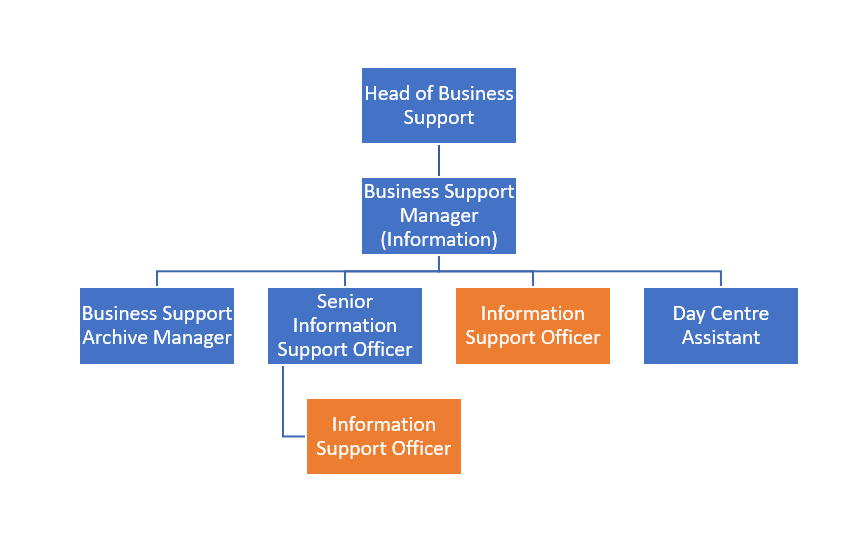 Head of Business
Support
Business Support
Manager
(Information)
Business Support
Archive Manager
Senior
Information
Support Officer
Information
Support Officer
Day Centre
Assistant
Information
Support Officer